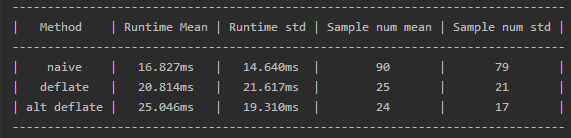 | Method | Runtime Mean | Runtime std | Sample num mean | Sample num std |
| naive | 16.827ms | 14.640ms | 90 | 79 |
| deflate | 20.814ms | 21.617ms | 25 | 21 |
| alt deflate | 25.046ms | 19.310ms | 24 | 17 |